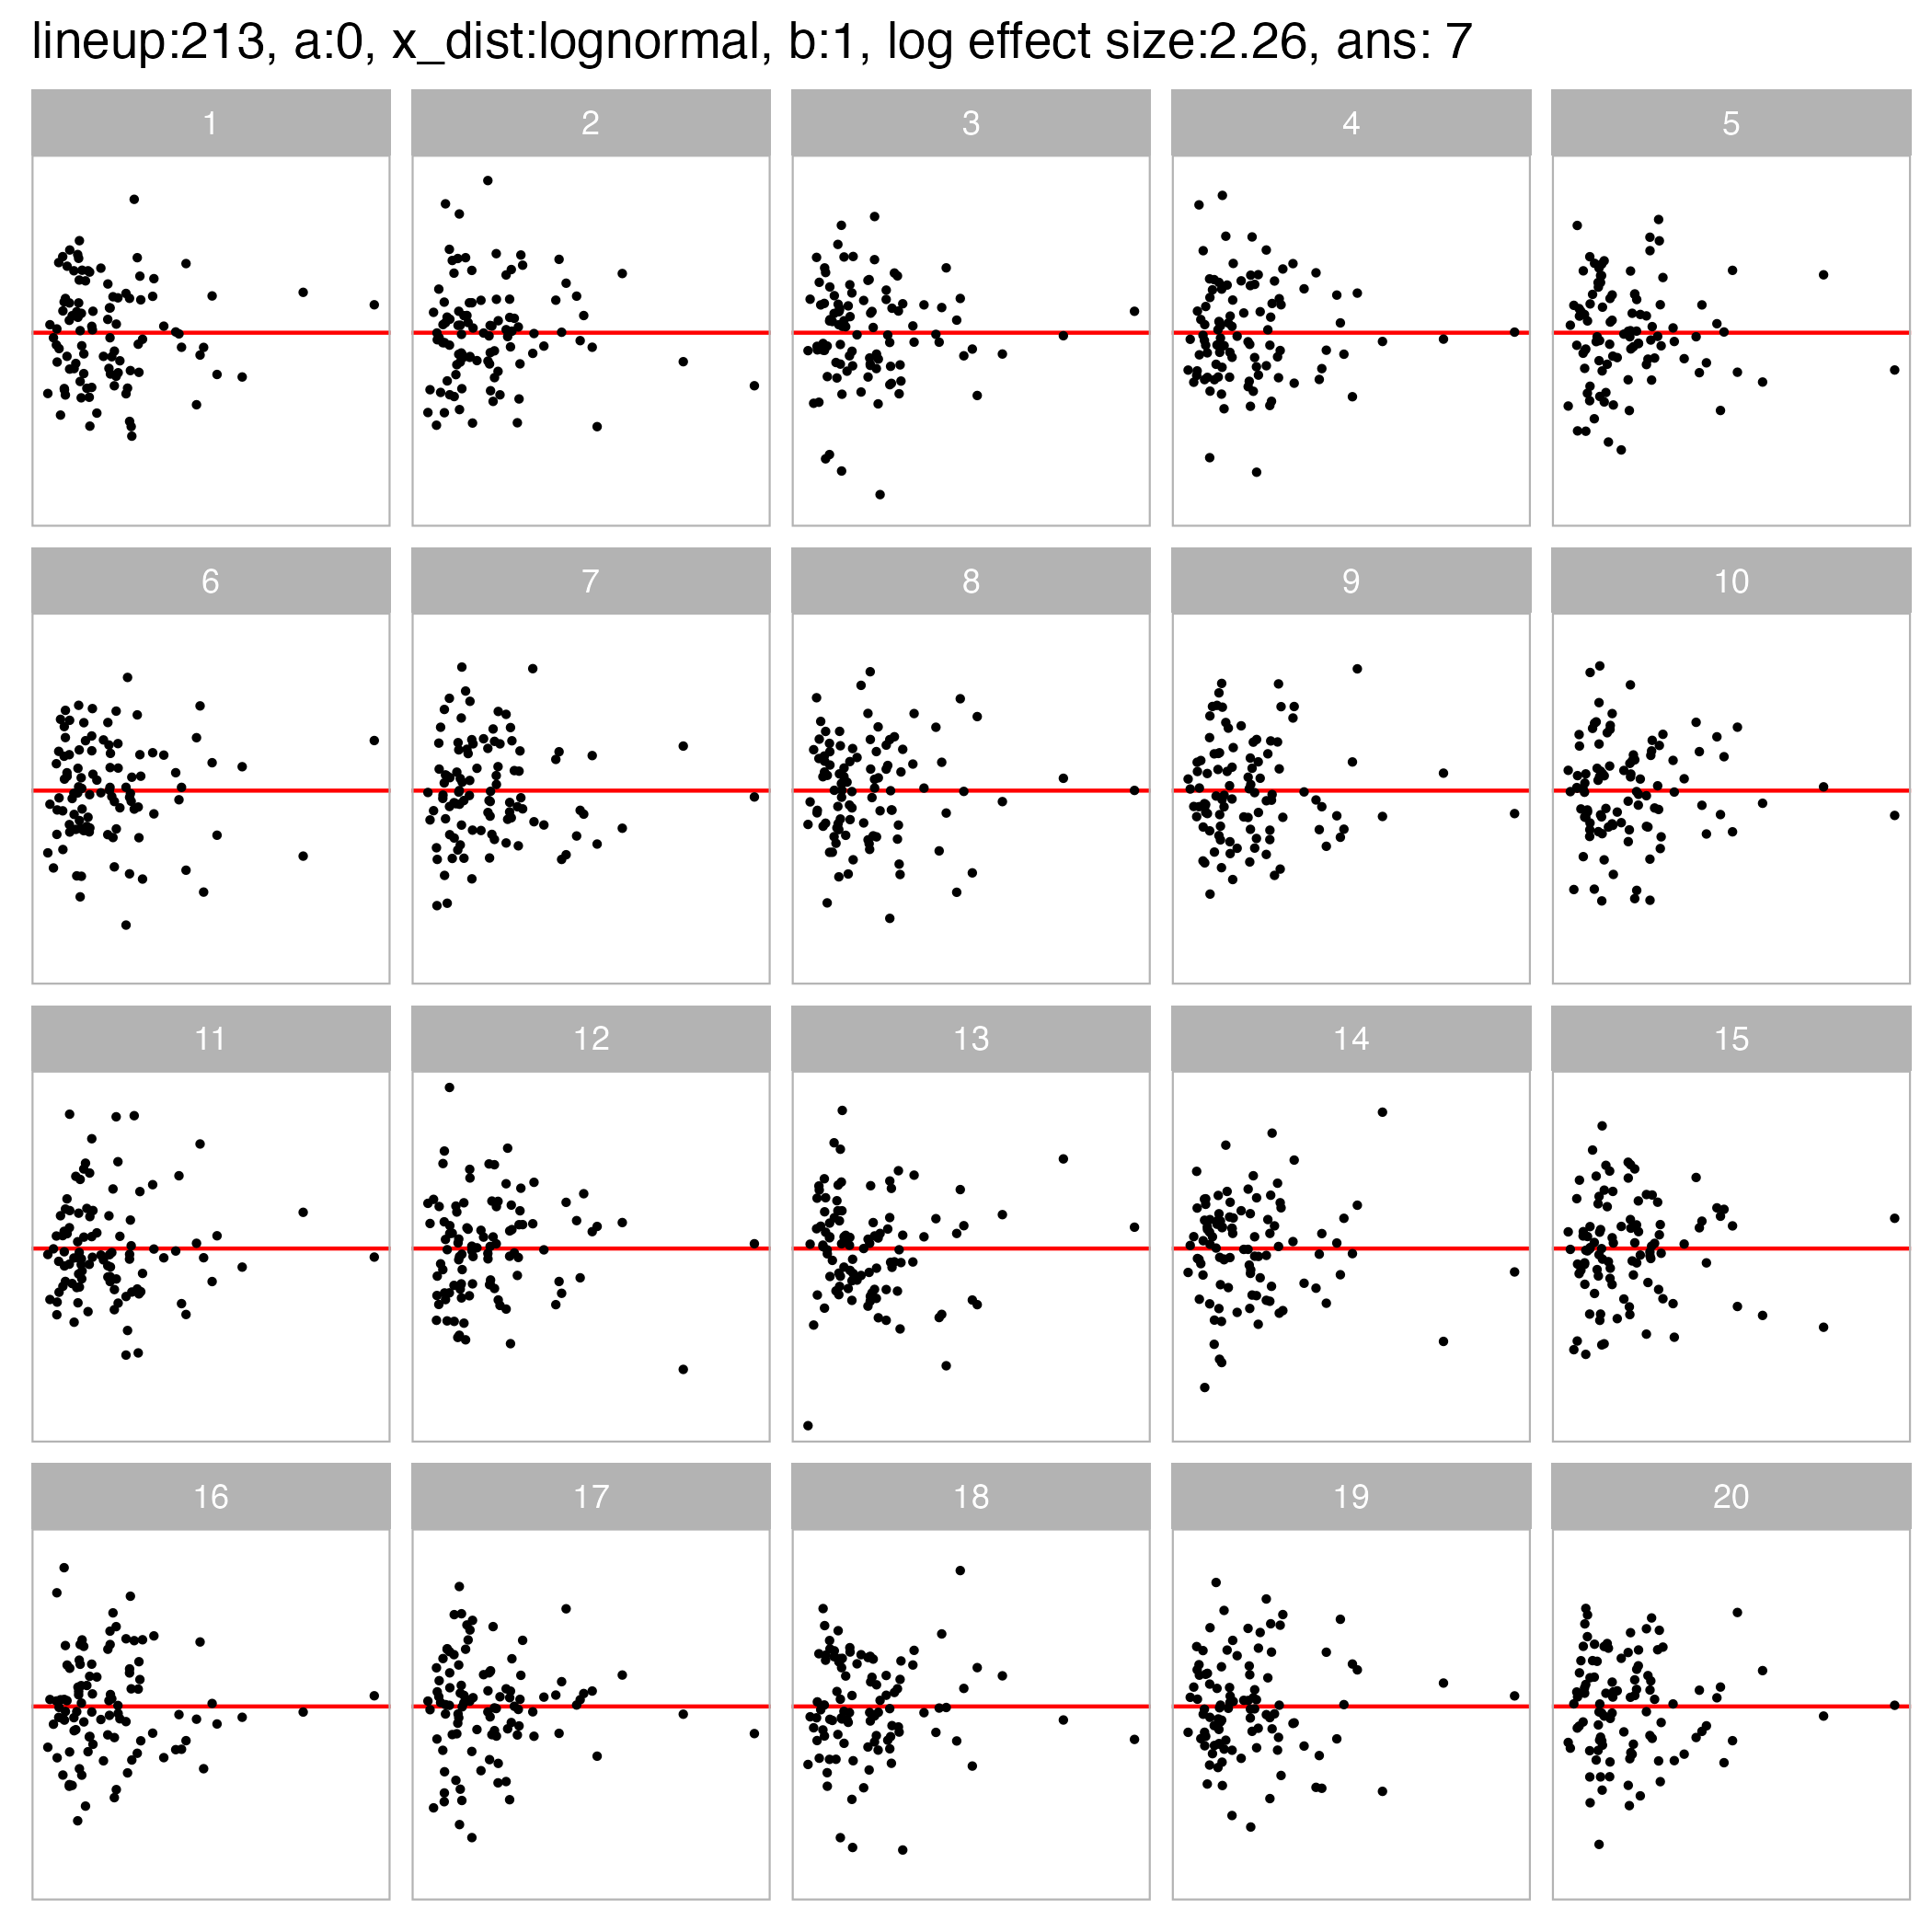 lineup:213, a:0, x_dist:lognormal, b:1, log effect size:2.26, ans: 7
1 2 3 4 5
6 7 8 9 10
11 12 13 14 15
16 17 18 19 20